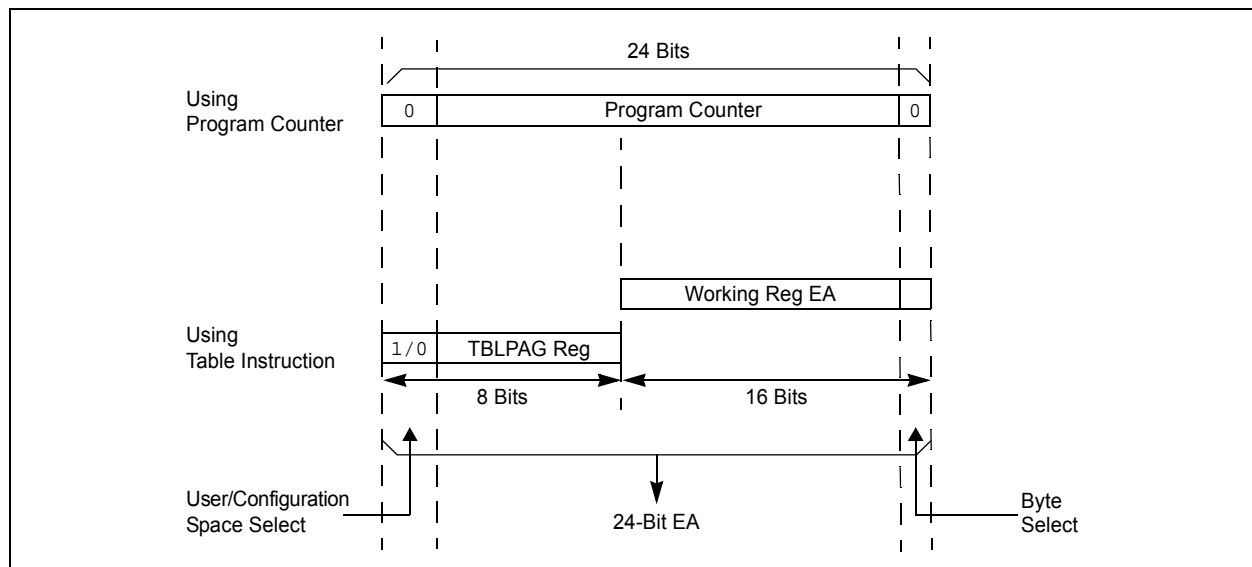 24 Bits
Using
Program Counter
0
Program Counter
0
Working Reg EA
Using
Table Instruction
1/0
TBLPAG Reg
8 Bits
16 Bits
User/Configuration
Space Select
24-Bit EA
Byte
Select